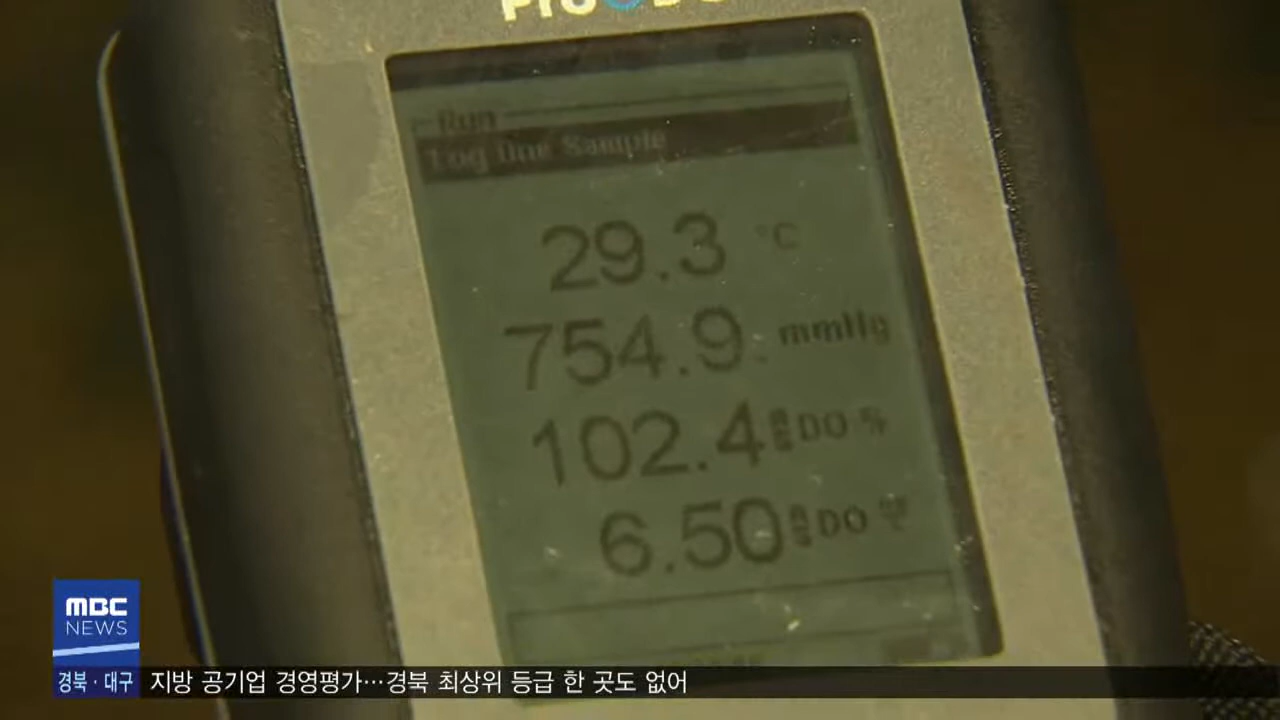 Run
Log One Sample
29.3 °C
754.9 mmHg
102.4 DO %
6.50 DO
MBC
NEWS
경북·대구 지방 공기업 경영평가…경북 최상위 등급 한 곳도 없어